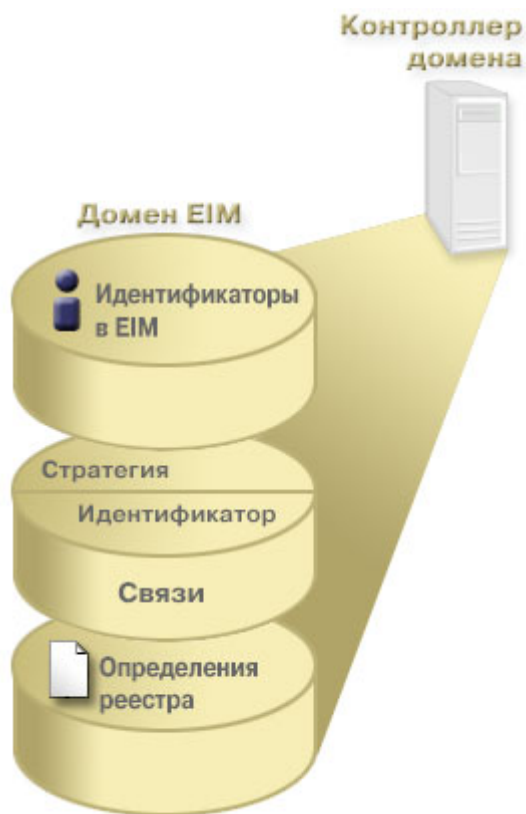 Контроллер
домена
Домен EIM
Идентификаторы
в EIM
Стратегия
Идентификатор
Связи
Определения
реестра